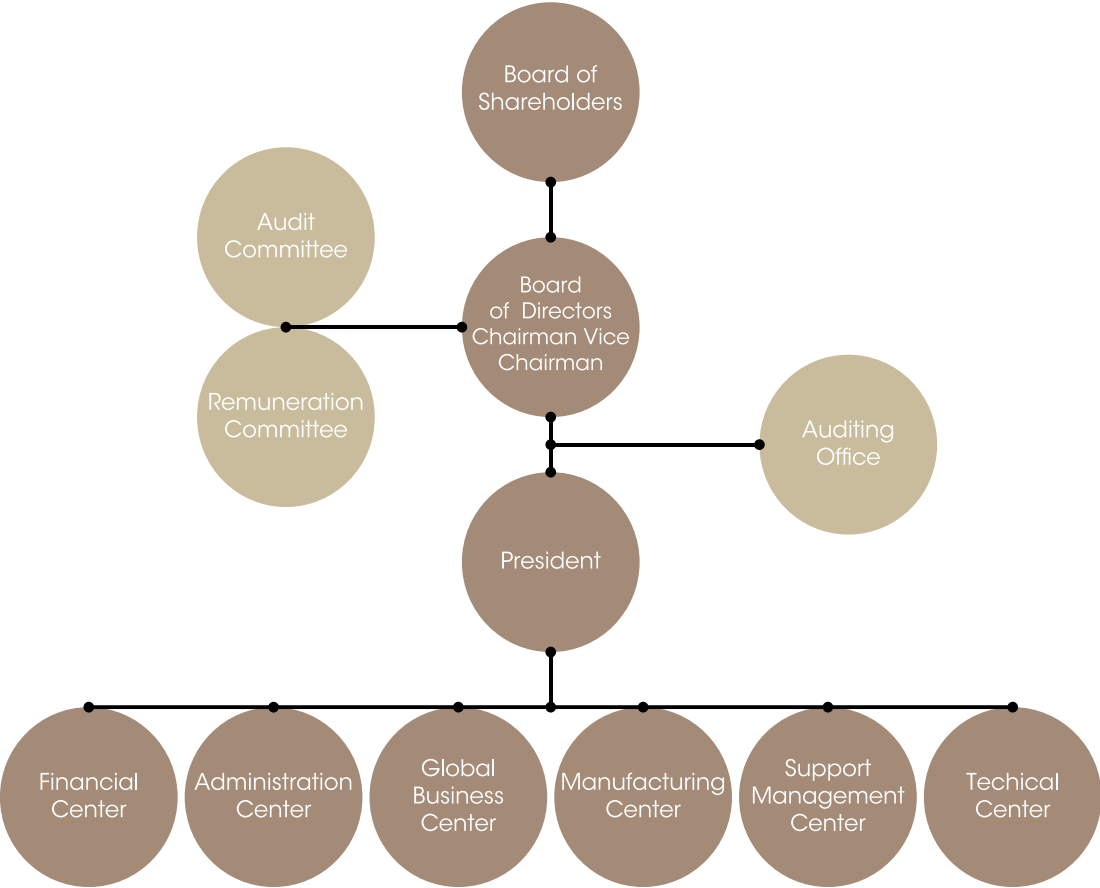 Board of
Shareholders
Audit
Committee
Board
of Directors
Chairman Vice
Chairman
Remuneration
Committee
Auditing
Office
President
Financial
Center
Administration
Center
Global
Business
Center
Manufacturing
Center
Support
Management
Center
Techical
Center